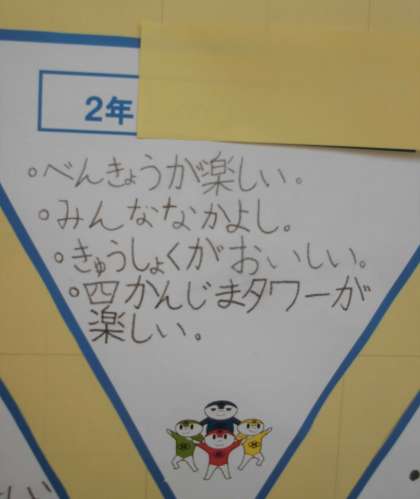 2年
。べんきょうが楽しい。
。みんななかよし。
。きゅうしょくがおいしい。
。四かんじまタワーが
楽しい。